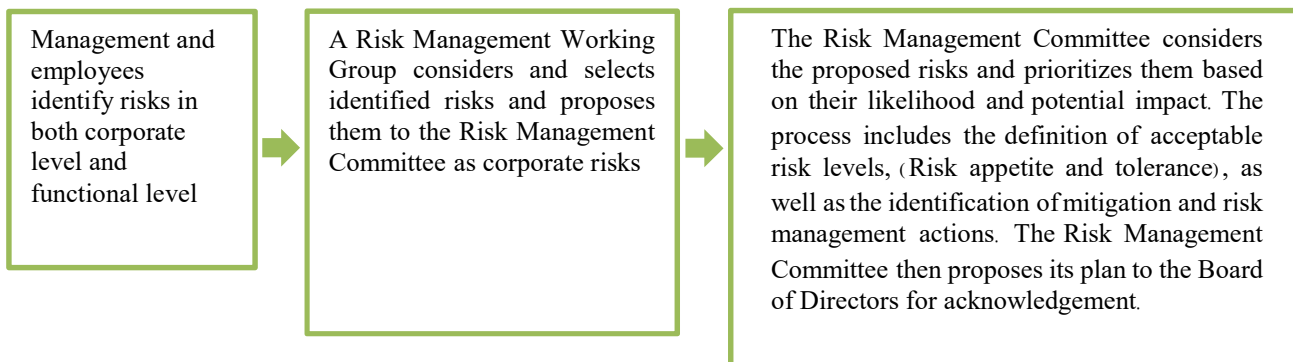 Management and
employees
identify risks in
both corporate
level and
functional level
A Risk Management Working
Group considers and selects
identified risks and proposes
them to the Risk Management
Committee as corporate risks
The Risk Management Committee considers
the proposed risks and prioritizes them based
on their likelihood and potential impact. The
process includes the definition of acceptable
risk levels, (Risk appetite and tolerance), as
well as the identification of mitigation and risk
management actions. The Risk Management
Committee then proposes its plan to the Board
of Directors for acknowledgement.